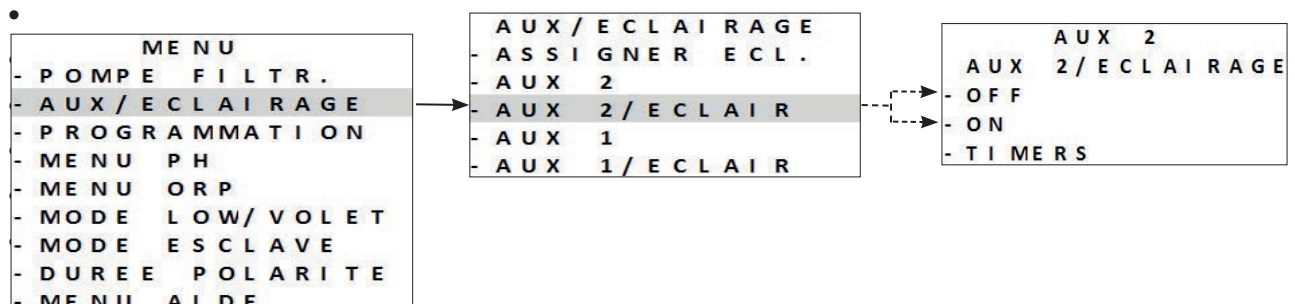 MENU
- POMPE FILTR.
- AUX/ECLAIRAGE
- PROGRAMMATION
- MENU PH
- MENU ORP
- MODE LOW/VOLET
- MODE ESCLAVE
- DUREE POLARITE
- MENU AIDE
AUX/ECLAIRAGE
- ASSIGNER ECL.
- AUX 2
- AUX 2/ECLAIR
- AUX 1
- AUX 1/ECLAIR
AUX 2
AUX 2/ECLAIRAGE
- OFF
- ON
- TIMERS